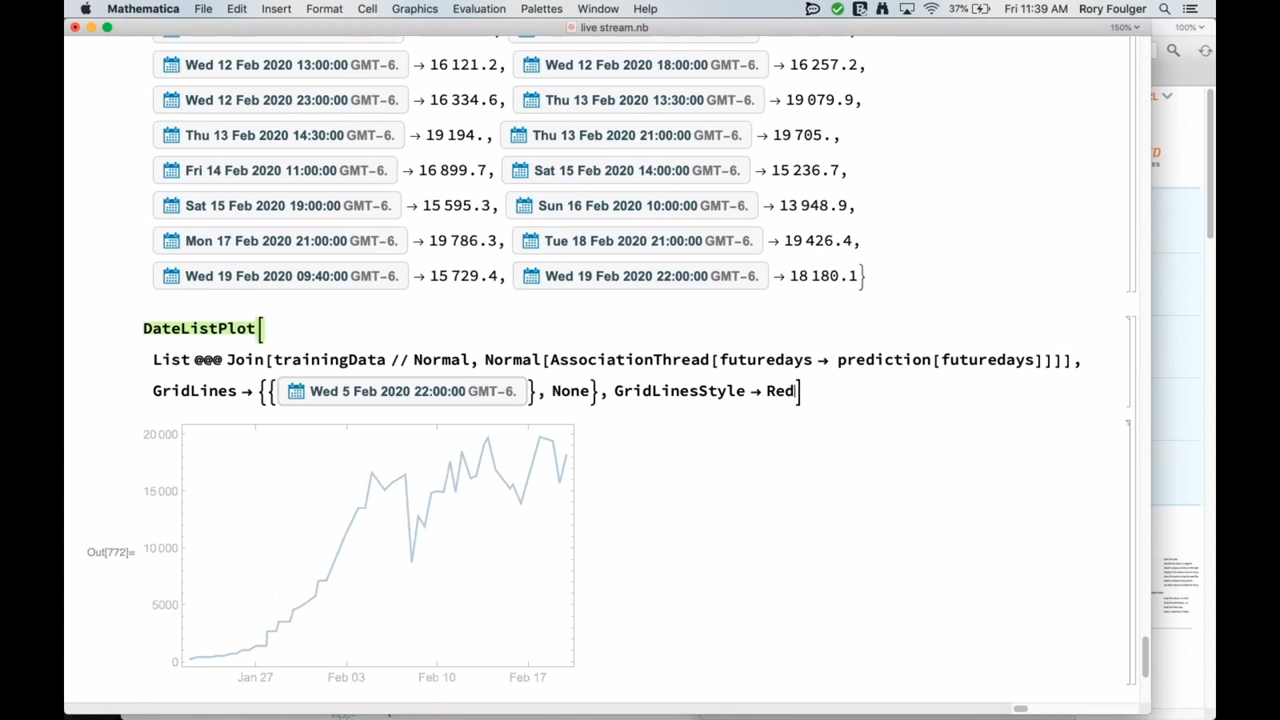 Mathematica File Edit Insert Format Cell Graphics Evaluation Palettes Window Help 37% Fri 11:39 AM Rory Foulger
live stream.nb 150% 100%
Wed 12 Feb 2020 13:00:00 GMT-6. → 16 121.2, Wed 12 Feb 2020 18:00:00 GMT-6. → 16 257.2,
Wed 12 Feb 2020 23:00:00 GMT-6. → 16 334.6, Thu 13 Feb 2020 13:30:00 GMT-6. → 19 079.9,
Thu 13 Feb 2020 14:30:00 GMT-6. → 19 194., Thu 13 Feb 2020 21:00:00 GMT-6. → 19 705.,
Fri 14 Feb 2020 11:00:00 GMT-6. → 16 899.7, Sat 15 Feb 2020 14:00:00 GMT-6. → 15 236.7,
Sat 15 Feb 2020 19:00:00 GMT-6. → 15 595.3, Sun 16 Feb 2020 10:00:00 GMT-6. → 13 948.9,
Mon 17 Feb 2020 21:00:00 GMT-6. → 19 786.3, Tue 18 Feb 2020 21:00:00 GMT-6. → 19 426.4,
Wed 19 Feb 2020 09:40:00 GMT-6. → 15 729.4, Wed 19 Feb 2020 22:00:00 GMT-6. → 18 180.1}
DateListPlot[
List @@@ Join[trainingData // Normal, Normal[AssociationThread[futuredays → prediction[futuredays]]]],
GridLines → {{ Wed 5 Feb 2020 22:00:00 GMT-6. }, None}, GridLinesStyle → Red]
20 000
15 000
Out[772]= 10 000
5000
0
Jan 27 Feb 03 Feb 10 Feb 17